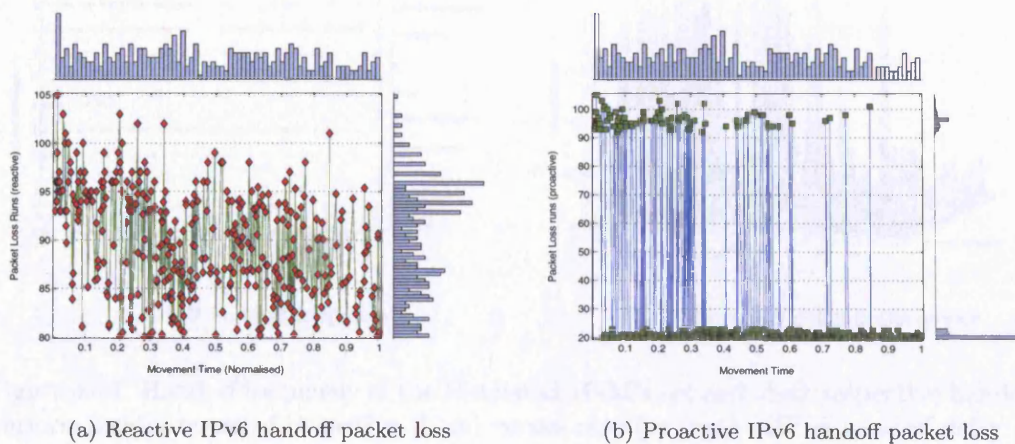 105
100
95
90
85
80
Packet Loss Runs (reactive)
0.1 0.2 0.3 0.4 0.5 0.6 0.7 0.8 0.9 1
Movement Time (Normalised)
(a) Reactive IPv6 handoff packet loss
100
90
80
70
60
50
40
30
20
Packet Loss runs (proactive)
0.1 0.2 0.3 0.4 0.5 0.6 0.7 0.8 0.9 1
Movement Time
(b) Proactive IPv6 handoff packet loss